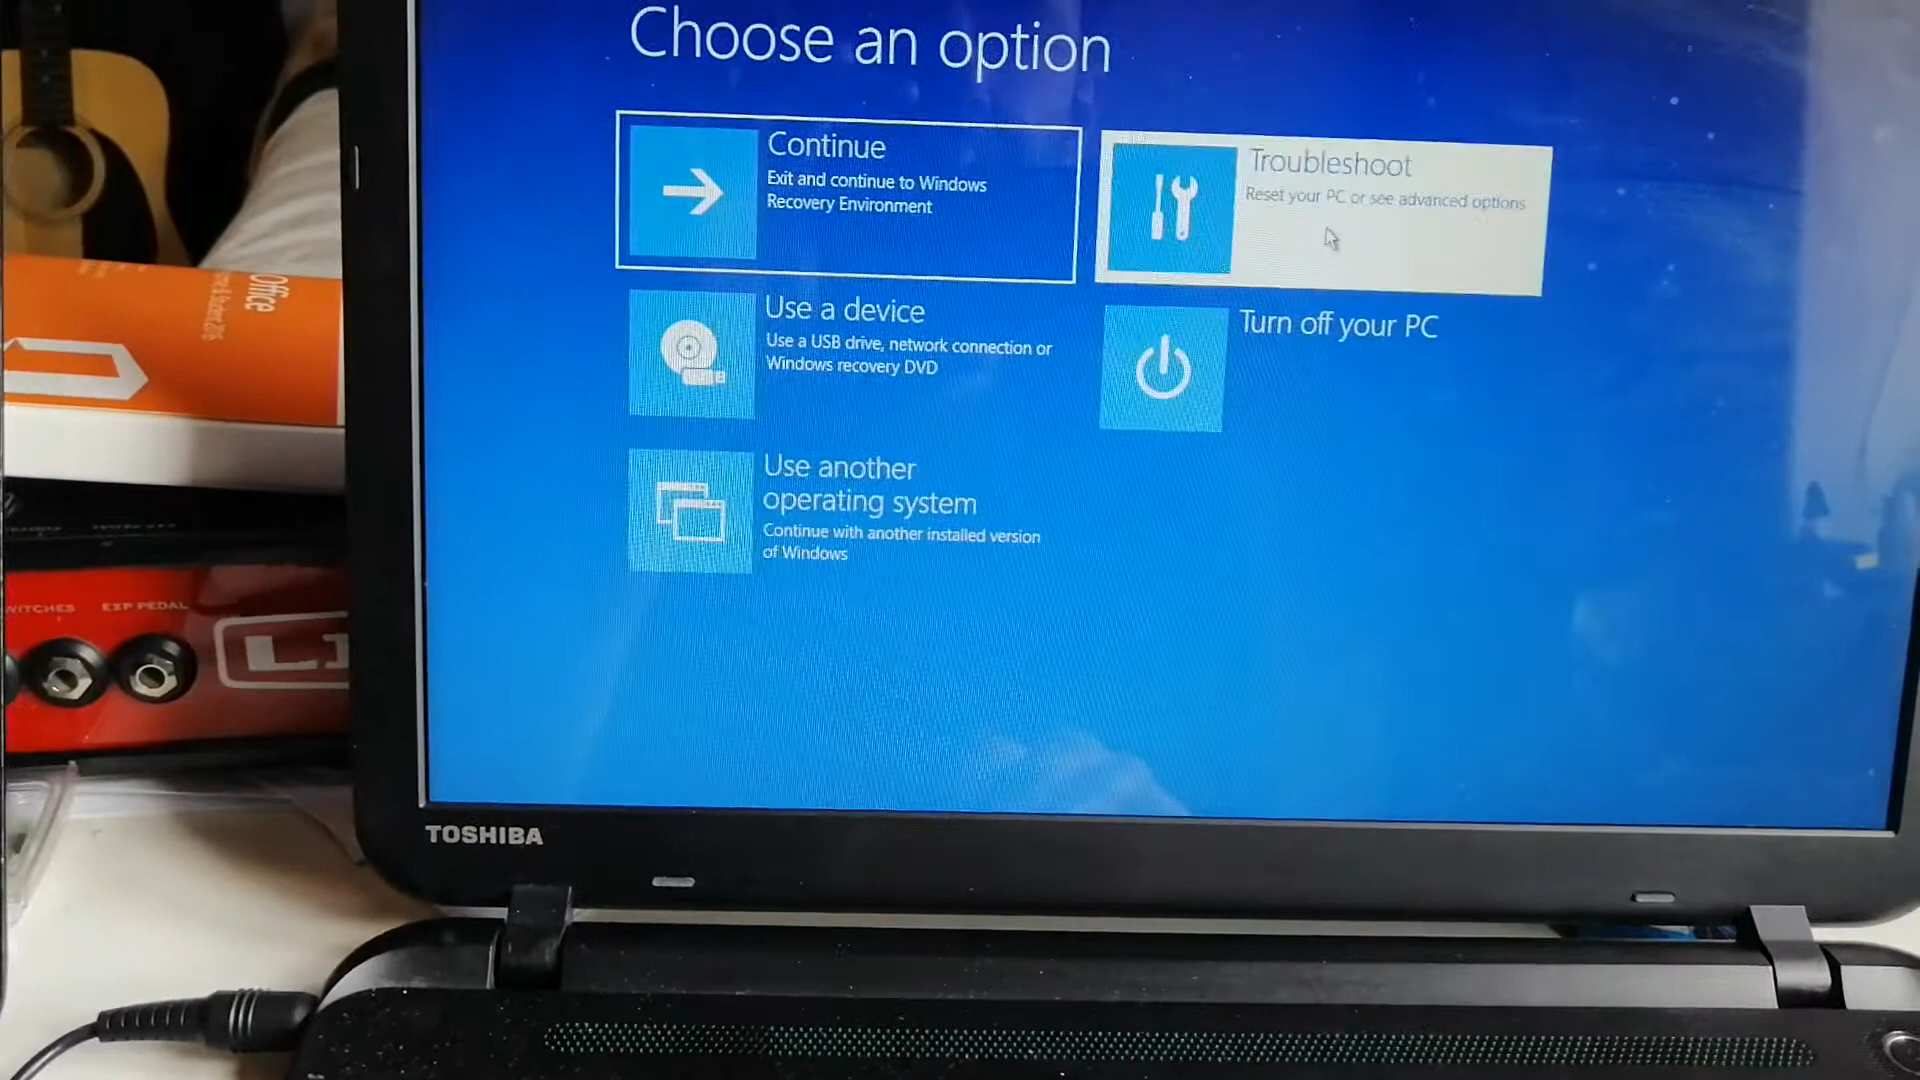 Choose an option
Continue
Exit and continue to Windows
Recovery Environment
Troubleshoot
Reset your PC or see advanced options
Use a device
Use a USB drive, network connection or
Windows recovery DVD
Turn off your PC
Use another
operating system
Continue with another installed version
of Windows
TOSHIBA
Office
EXP PEDAL